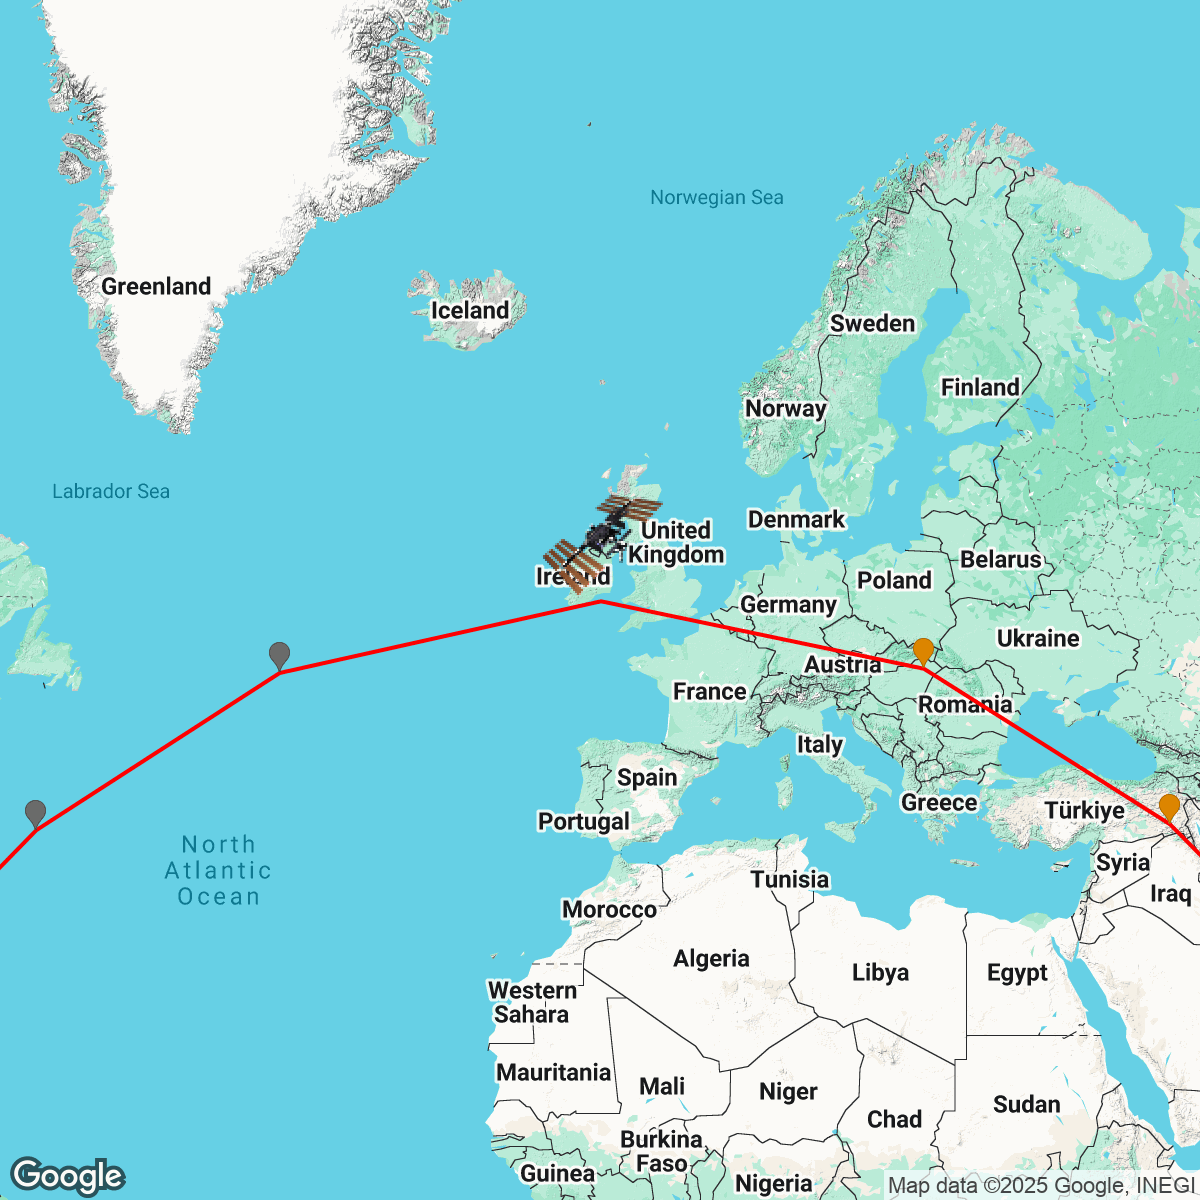 Norwegian Sea
Greenland
Iceland
Sweden
Finland
Norway
Labrador Sea
Denmark
United
Kingdom
Belarus
Ireland
Poland
Germany
Ukraine
Austria
France
Romania
Italy
Spain
Greece
Türkiye
Portugal
North
Atlantic
Ocean
Syria
Tunisia
Iraq
Morocco
Algeria
Libya
Egypt
Western
Sahara
Mauritania
Mali
Niger
Sudan
Chad
Burkina
Faso
Guinea
Nigeria
Google
Map data ©2025 Google, INEGI